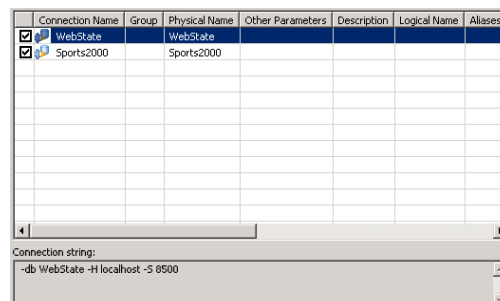 Connection Name Group Physical Name Other Parameters Description Logical Name Aliases
WebState WebState
Sports2000 Sports2000
Connection string:
-db WebState -H localhost -S 8500